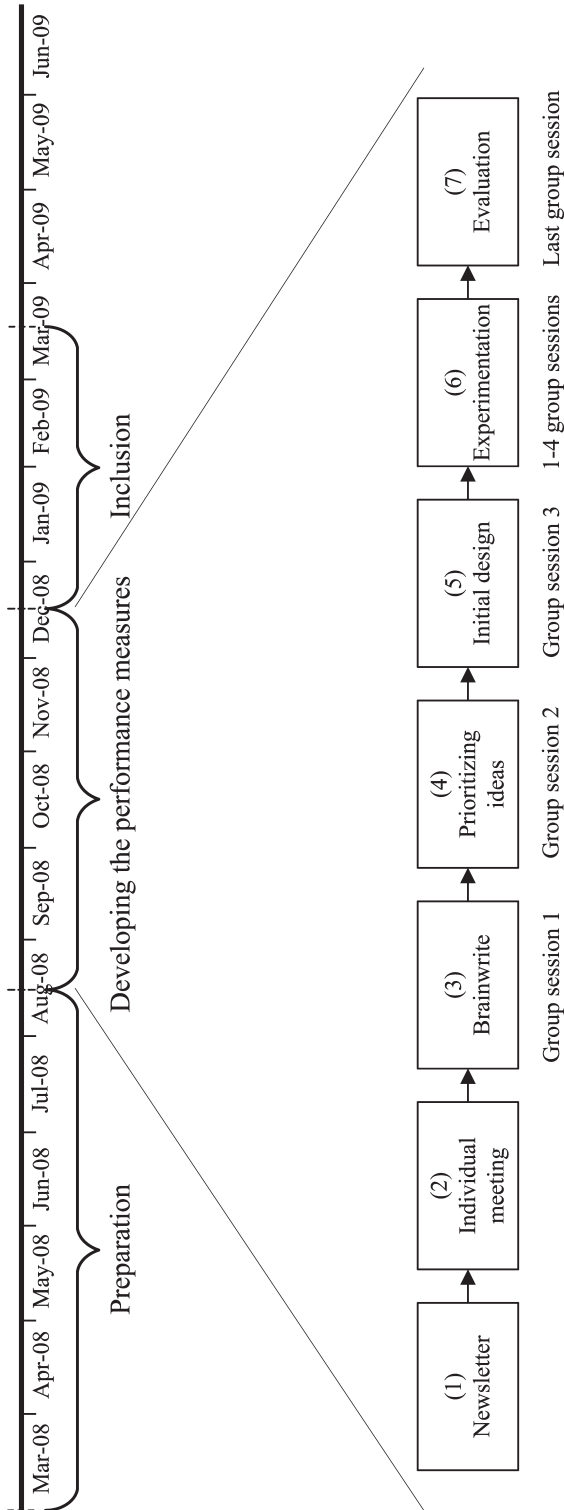 Mar-08
Apr-08
May-08
Jun-08
Jul-08
Aug-08
Sep-08
Oct-08
Nov-08
Dec-08
Jan-09
Feb-09
Mar-09
Apr-09
May-09
Jun-09
Preparation
Developing the performance measures
Inclusion
(1)
Newsletter
(2)
Individual
meeting
(3)
Brainwrite
(4)
Prioritizing
ideas
(5)
Initial design
(6)
Experimentation
(7)
Evaluation
Group session 1
Group session 2
Group session 3
1-4 group sessions
Last group session